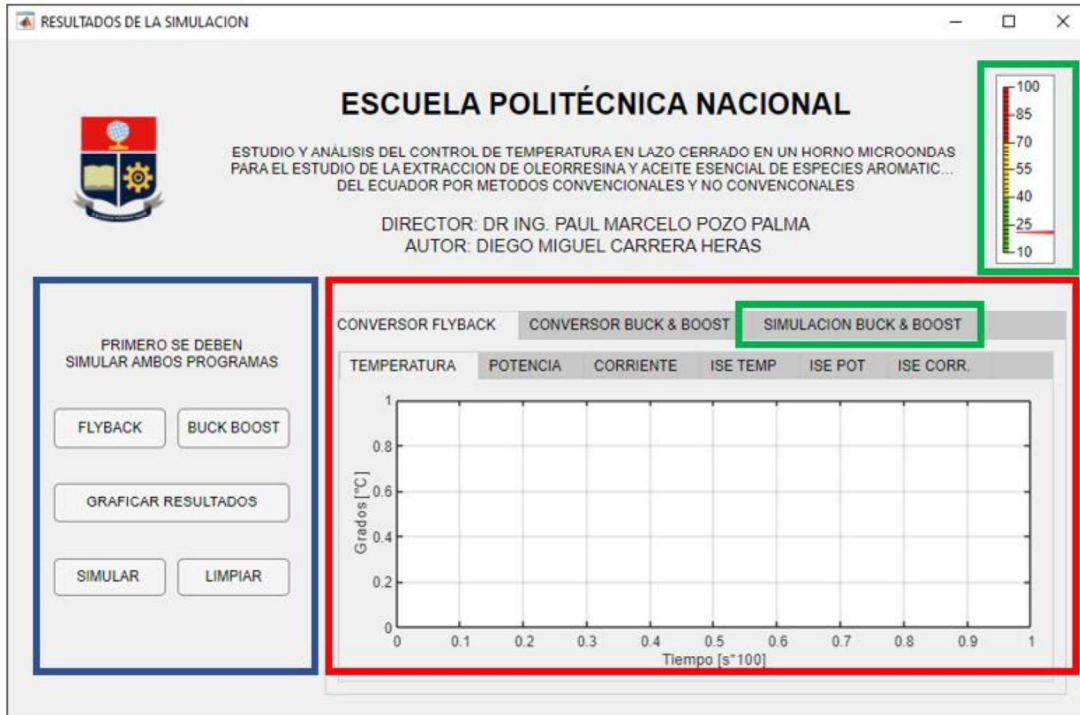 RESULTADOS DE LA SIMULACION
ESCUELA POLITÉCNICA NACIONAL
ESTUDIO Y ANÁLISIS DEL CONTROL DE TEMPERATURA EN LAZO CERRADO EN UN HORNO MICROONDAS
PARA EL ESTUDIO DE LA EXTRACCION DE OLEORRESINA Y ACEITE ESENCIAL DE ESPECIES AROMATIC...
DEL ECUADOR POR METODOS CONVENCIONALES Y NO CONVENCONALES
DIRECTOR: DR ING. PAUL MARCELO POZO PALMA
AUTOR: DIEGO MIGUEL CARRERA HERAS
100
85
70
55
40
25
10
PRIMERO SE DEBEN
SIMULAR AMBOS PROGRAMAS
FLYBACK BUCK BOOST
GRAFICAR RESULTADOS
SIMULAR LIMPIAR
CONVERSOR FLYBACK CONVERSOR BUCK & BOOST SIMULACION BUCK & BOOST
TEMPERATURA POTENCIA CORRIENTE ISE TEMP ISE POT ISE CORR.
Grados [°C]
1
0.8
0.6
0.4
0.2
0
0 0.1 0.2 0.3 0.4 0.5 0.6 0.7 0.8 0.9 1
Tiempo [s*100]